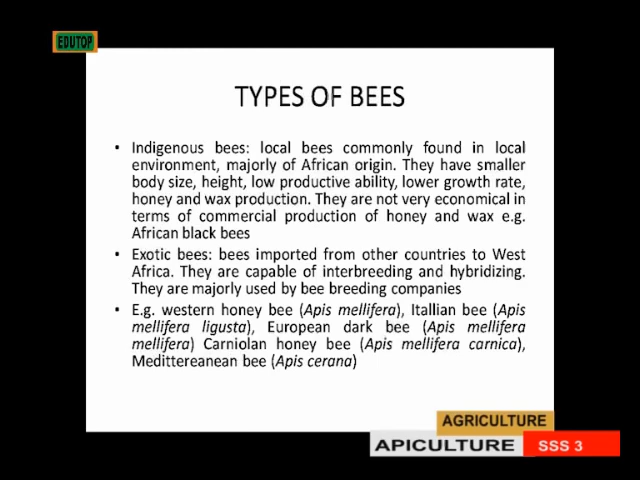 EDUTOP
TYPES OF BEES
• Indigenous bees: local bees commonly found in local
environment, majorly of African origin. They have smaller
body size, height, low productive ability, lower growth rate,
honey and wax production. They are not very economical in
terms of commercial production of honey and wax e.g.
African black bees
• Exotic bees: bees imported from other countries to West
Africa. They are capable of interbreeding and hybridizing.
They are majorly used by bee breeding companies
• E.g. western honey bee (Apis mellifera), Itallian bee (Apis
mellifera ligusta), European dark bee (Apis mellifera
mellifera) Carniolan honey bee (Apis mellifera carnica),
Medittereanean bee (Apis cerana)
AGRICULTURE
APICULTURE SSS 3